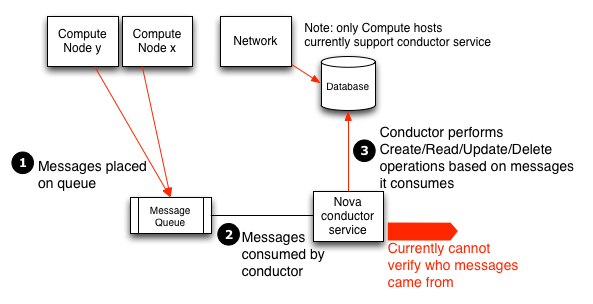 Compute
Node y
Compute
Node x
Network
Note: only Compute hosts
currently support conductor service
Database
1
Messages placed
on queue
3
Conductor performs
Create/Read/Update/Delete
operations based on messages
it consumes
Message
Queue
2
Messages
consumed by
conductor
Nova
conductor
service
Currently cannot
verify who messages
came from